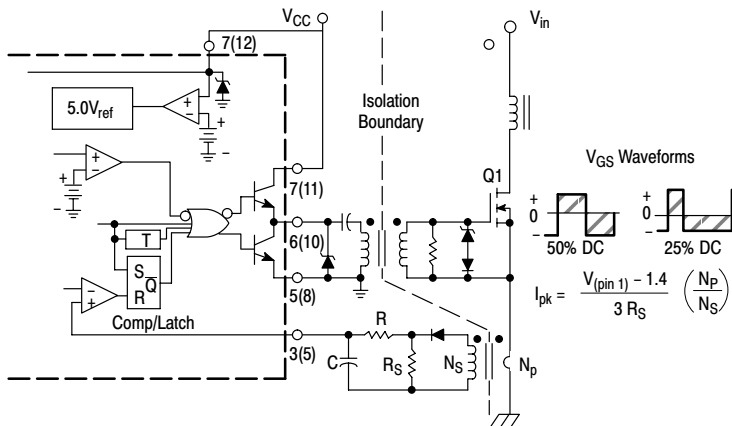 V_CC
V_in
7(12)
5.0V_ref
+
−
+
−
Isolation
Boundary
V_GS Waveforms
+
−
+
−
7(11)
Q1
+
0
−
+
0
−
6(10)
50% DC
25% DC
T
S
Q̅
R
5(8)
I_pk = V_(pin 1) − 1.4 / 3 R_S (N_P / N_S)
−
+
Comp/Latch
3(5)
R
C
R_S
N_S
N_p